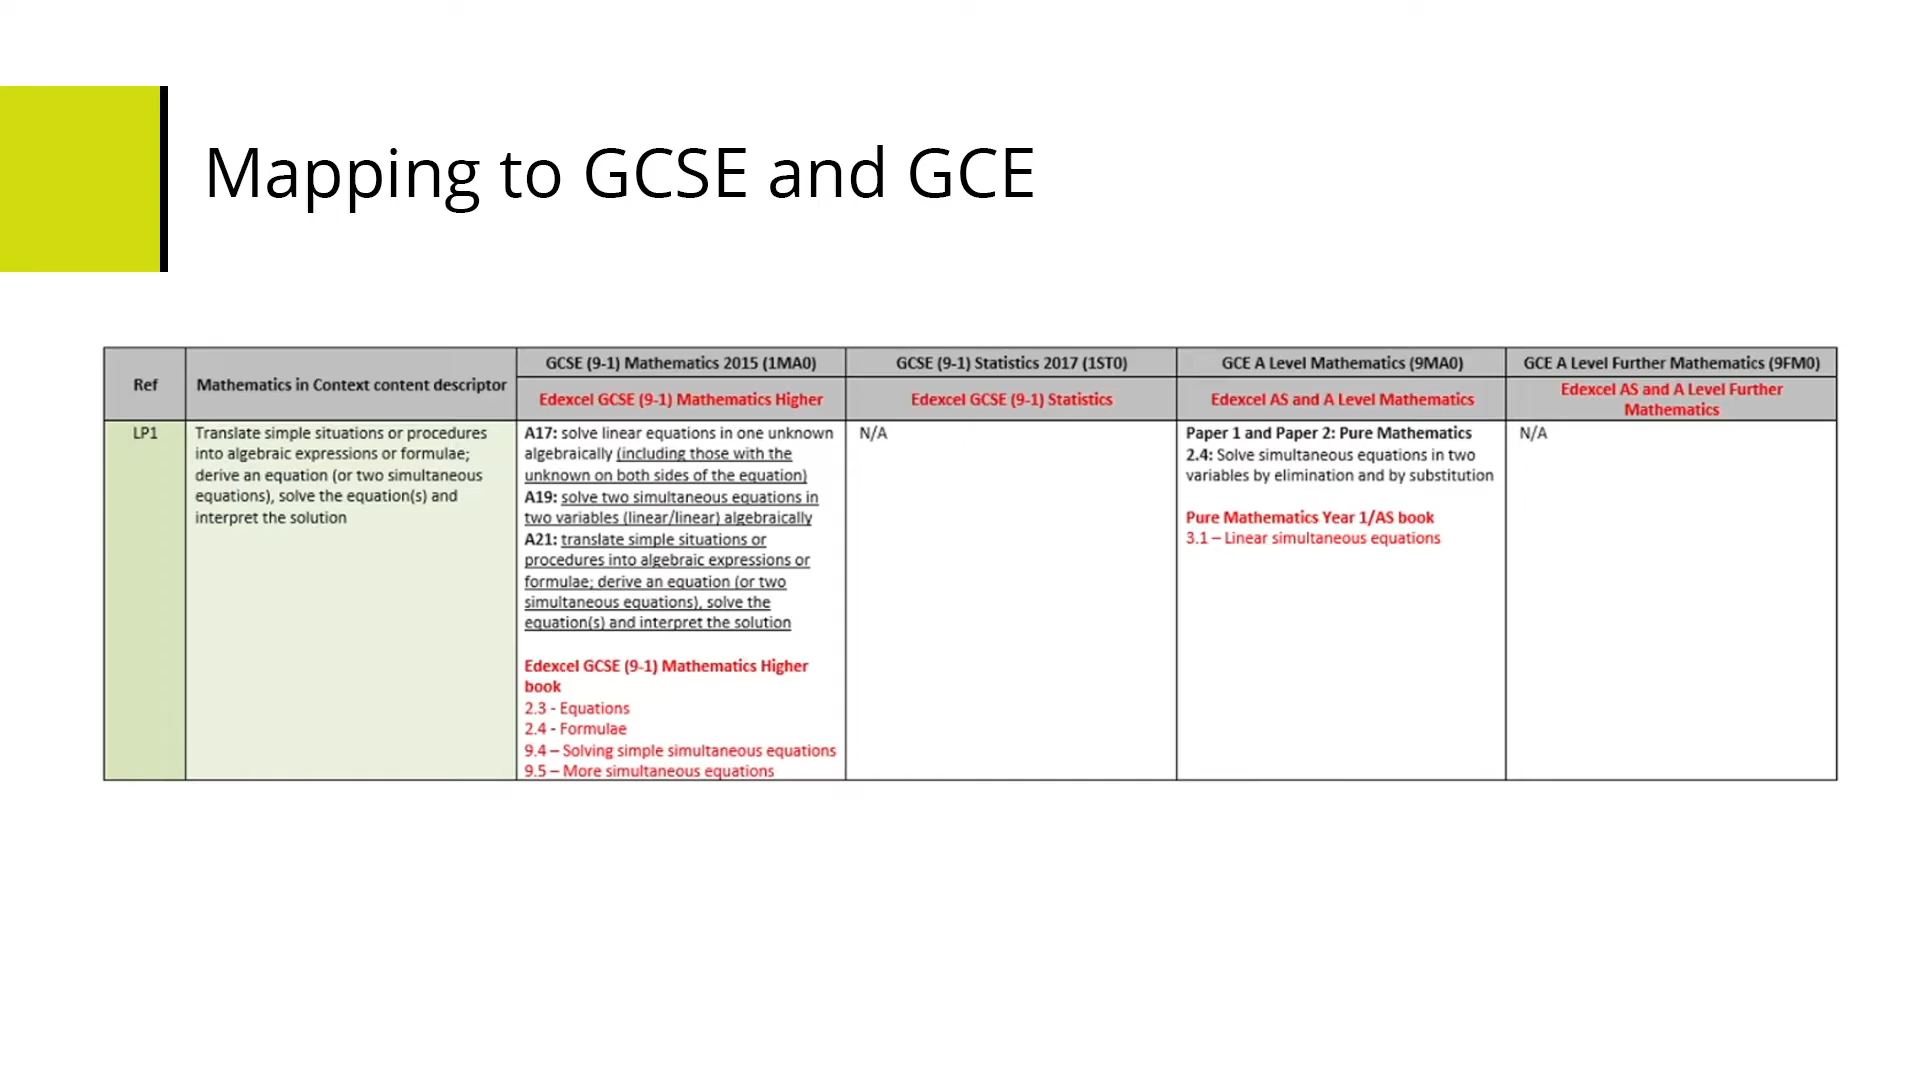 Mapping to GCSE and GCE
Ref
Mathematics in Context content descriptor
GCSE (9-1) Mathematics 2015 (1MA0)
GCSE (9-1) Statistics 2017 (1ST0)
GCE A Level Mathematics (9MA0)
GCE A Level Further Mathematics (9FM0)
Edexcel GCSE (9-1) Mathematics Higher
Edexcel GCSE (9-1) Statistics
Edexcel AS and A Level Mathematics
Edexcel AS and A Level Further
Mathematics
LP1
Translate simple situations or procedures
into algebraic expressions or formulae;
derive an equation (or two simultaneous
equations), solve the equation(s) and
interpret the solution
A17: solve linear equations in one unknown
algebraically (including those with the
unknown on both sides of the equation)
A19: solve two simultaneous equations in
two variables (linear/linear) algebraically
A21: translate simple situations or
procedures into algebraic expressions or
formulae; derive an equation (or two
simultaneous equations), solve the
equation(s) and interpret the solution
Edexcel GCSE (9-1) Mathematics Higher
book
2.3 - Equations
2.4 - Formulae
9.4 – Solving simple simultaneous equations
9.5 – More simultaneous equations
N/A
Paper 1 and Paper 2: Pure Mathematics
2.4: Solve simultaneous equations in two
variables by elimination and by substitution
Pure Mathematics Year 1/AS book
3.1 – Linear simultaneous equations
N/A